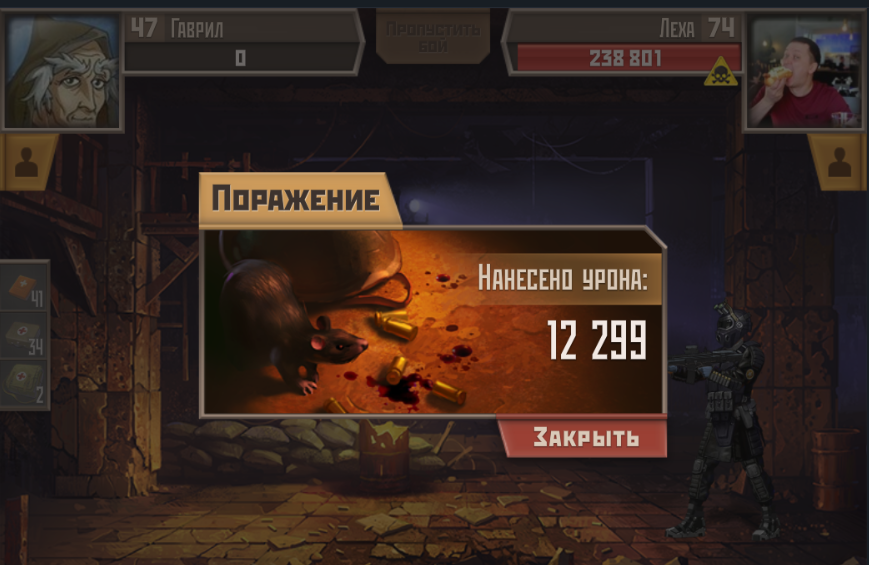 47 Гаврил
Пропустить
бой
Леха 74
0
238 801
Поражение
Нанесено урона:
12 299
41
34
2
Закрыть